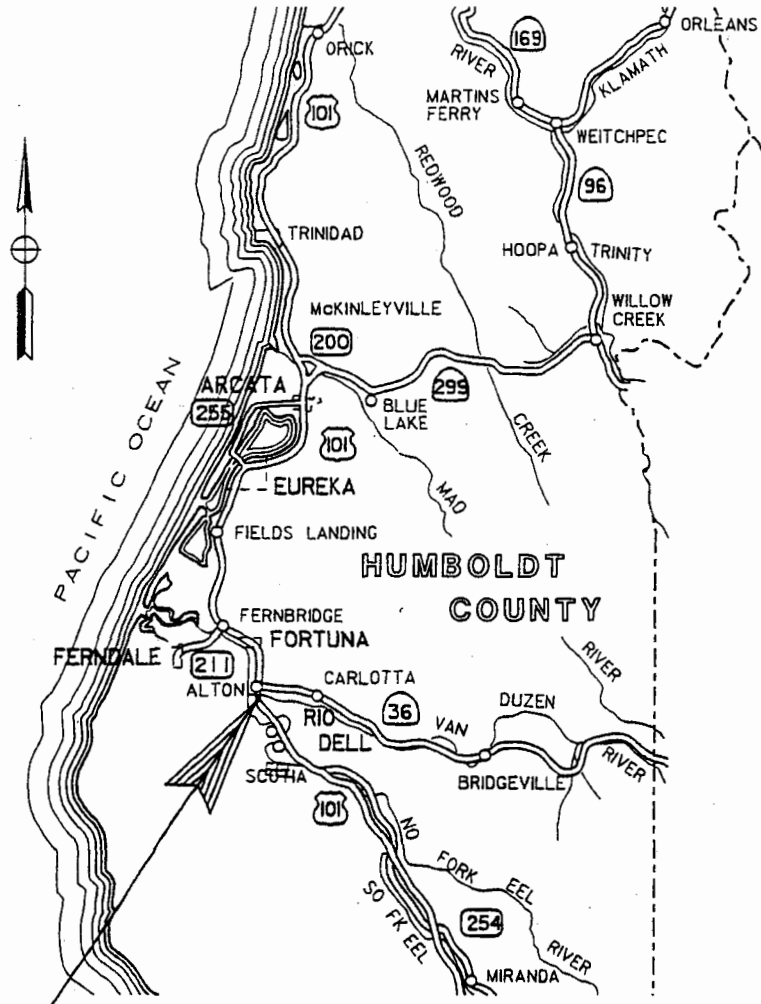 ORLEANS
ORICK
169
RIVER
KLAMATH
MARTINS
FERRY
101
WEITCHPEC
REDWOOD
96
TRINIDAD
HOOPA
TRINITY
McKINLEYVILLE
WILLOW
CREEK
200
ARCATA
299
255
BLUE
LAKE
101
CREEK
PACIFIC OCEAN
EUREKA
MAD
FIELDS LANDING
HUMBOLDT
COUNTY
FERNBRIDGE
FORTUNA
RIVER
FERNDALE
211
ALTON
CARLOTTA
36
DUZEN
VAN
RIO
DELL
RIVER
BRIDGEVILLE
SCOTIA
101
NO
FORK EEL
SO FK EEL
254
RIVER
MIRANDA